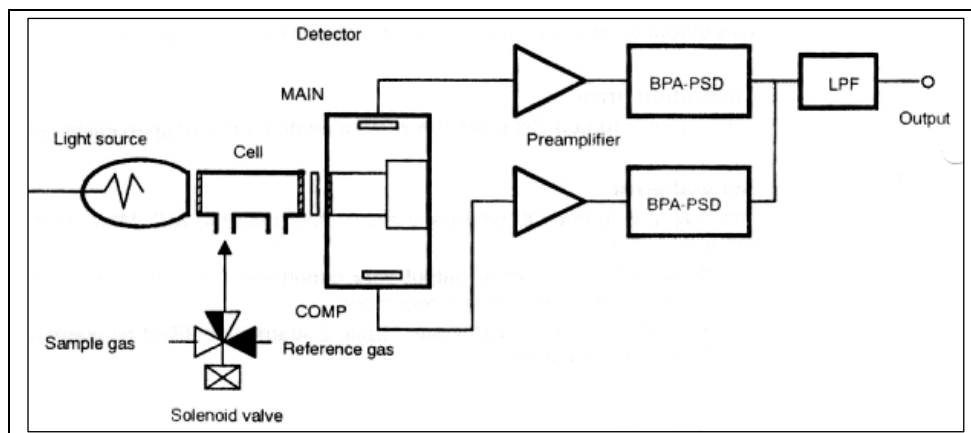 Detector
BPA-PSD
LPF
MAIN
Output
Light source
Cell
Preamplifier
BPA-PSD
COMP
Sample gas
Reference gas
Solenoid valve